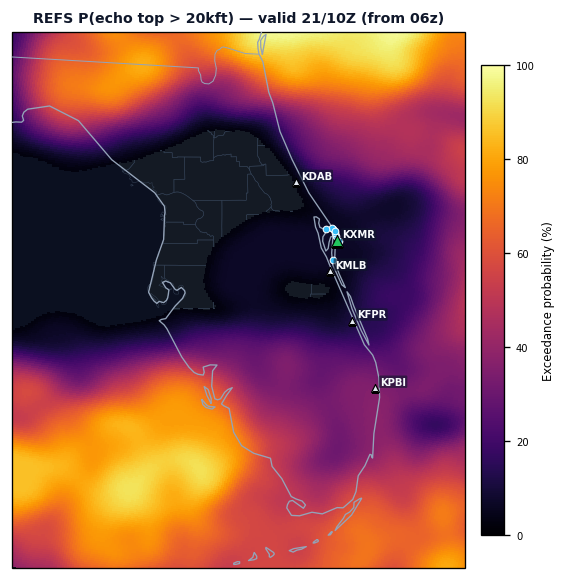 REFS P(echo top > 20kft) — valid 21/10Z (from 06z)
KDAB
KXMR
KMLB
KFPR
KPBI
100
80
60
40
20
0
Exceedance probability (%)